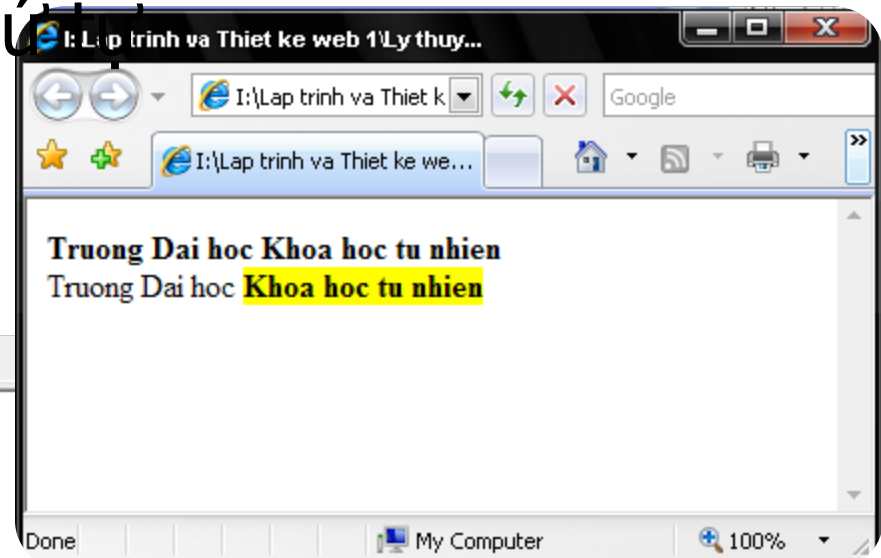 ứ tự
I:\Lap trinh va Thiet ke web 1\Ly thuy...
I:\Lap trinh va Thiet k
Google
I:\Lap trinh va Thiet ke we...
Truong Dai hoc Khoa hoc tu nhien
Truong Dai hoc Khoa hoc tu nhien
Done
My Computer
100%